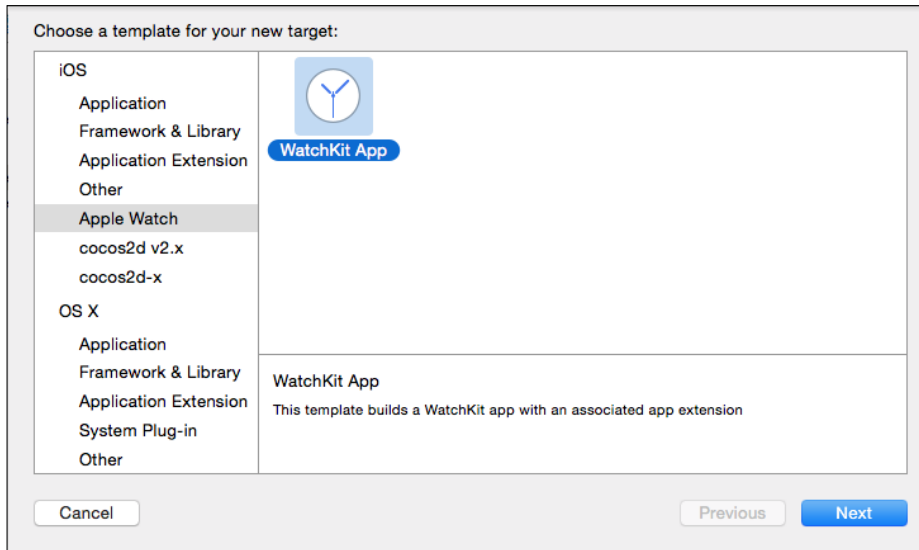 Choose a template for your new target:
iOS
Application
Framework & Library
Application Extension
Other
Apple Watch
cocos2d v2.x
cocos2d-x
OS X
Application
Framework & Library
Application Extension
System Plug-in
Other
WatchKit App
WatchKit App
This template builds a WatchKit app with an associated app extension
Cancel
Previous
Next